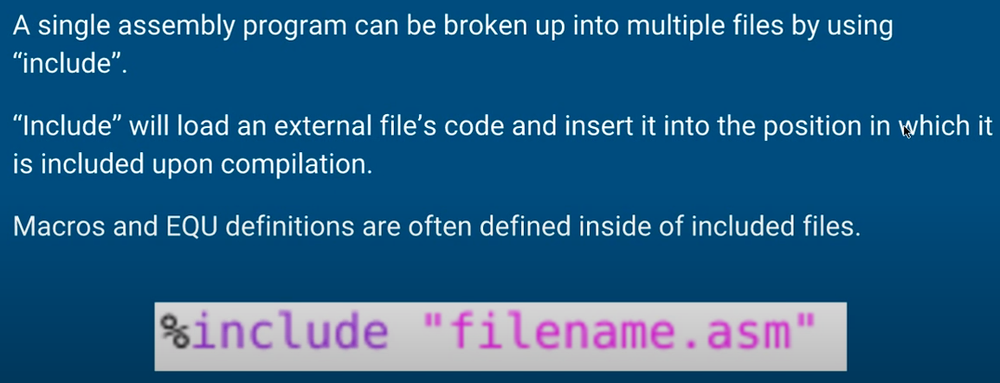 A single assembly program can be broken up into multiple files by using
“include”.
“Include” will load an external file’s code and insert it into the position in which it
is included upon compilation.
Macros and EQU definitions are often defined inside of included files.
%include "filename.asm"